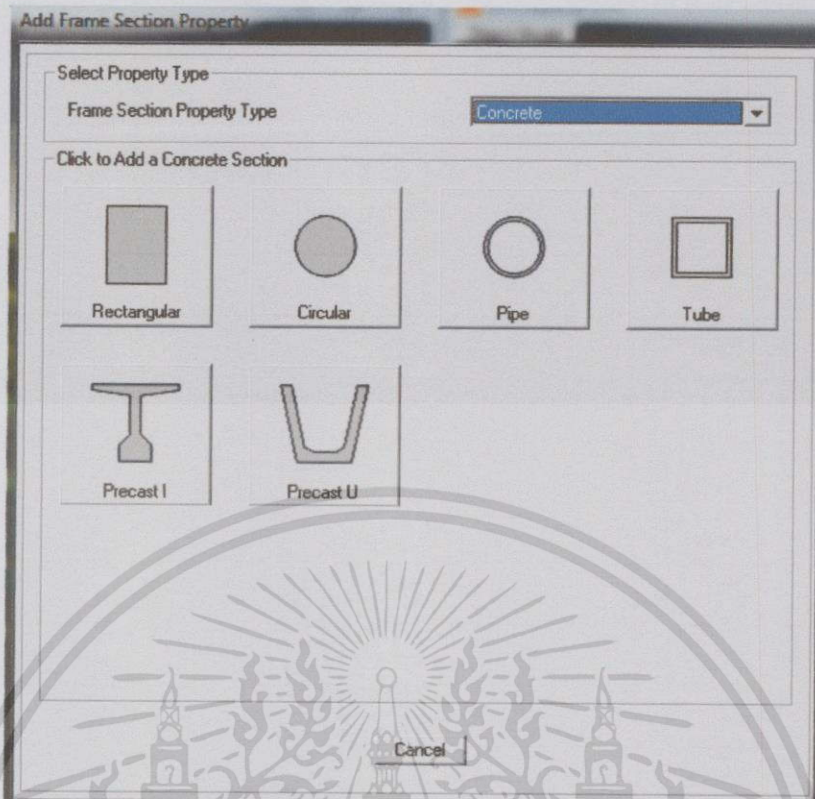 Add Frame Section Property
Select Property Type
Frame Section Property Type
Concrete
Click to Add a Concrete Section
Rectangular
Circular
Pipe
Tube
Precast I
Precast U
Cancel